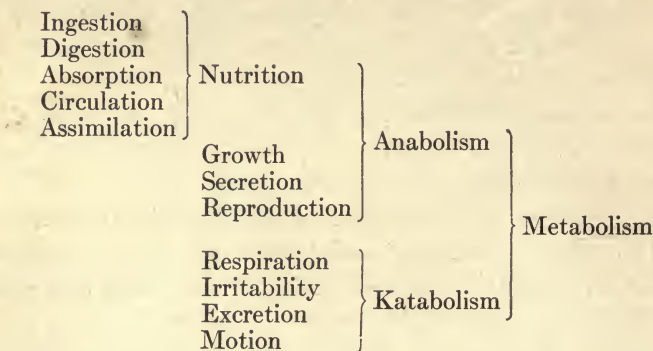 Ingestion
Digestion
Absorption
Circulation
Assimilation
Nutrition
Growth
Secretion
Reproduction
Anabolism
Respiration
Irritability
Excretion
Motion
Katabolism
Metabolism